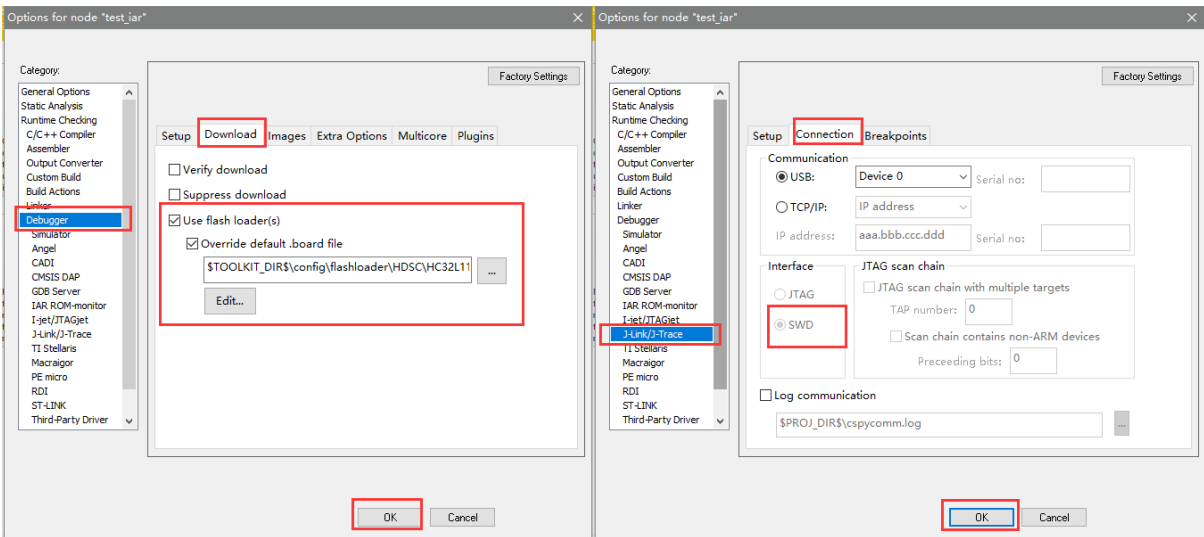 Options for node "test_iar"
Category:
General Options
Static Analysis
Runtime Checking
C/C++ Compiler
Assembler
Output Converter
Custom Build
Build Actions
Linker
Debugger
Simulator
Angel
CADI
CMSIS DAP
GDB Server
IAR ROM-monitor
I-jet/JTAGjet
J-Link/J-Trace
TI Stellaris
Macraigor
PE micro
RDI
ST-LINK
Third-Party Driver
Factory Settings
Setup Download Images Extra Options Multicore Plugins
Verify download
Suppress download
Use flash loader(s)
Override default .board file
$TOOLKIT_DIR$\config\flashloader\HDSC\HC32L11
...
Edit...
OK Cancel
Options for node "test_iar"
Category:
General Options
Static Analysis
Runtime Checking
C/C++ Compiler
Assembler
Output Converter
Custom Build
Build Actions
Linker
Debugger
Simulator
Angel
CADI
CMSIS DAP
GDB Server
IAR ROM-monitor
I-jet/JTAGjet
J-Link/J-Trace
TI Stellaris
Macraigor
PE micro
RDI
ST-LINK
Third-Party Driver
Factory Settings
Setup Connection Breakpoints
Communication
USB: Device 0 Serial no:
TCP/IP: IP address
IP address: aaa.bbb.ccc.ddd Serial no:
Interface
JTAG
SWD
JTAG scan chain
JTAG scan chain with multiple targets
TAP number: 0
Scan chain contains non-ARM devices
Preceeding bits: 0
Log communication
$PROJ_DIR$\cspycomm.log
...
OK Cancel